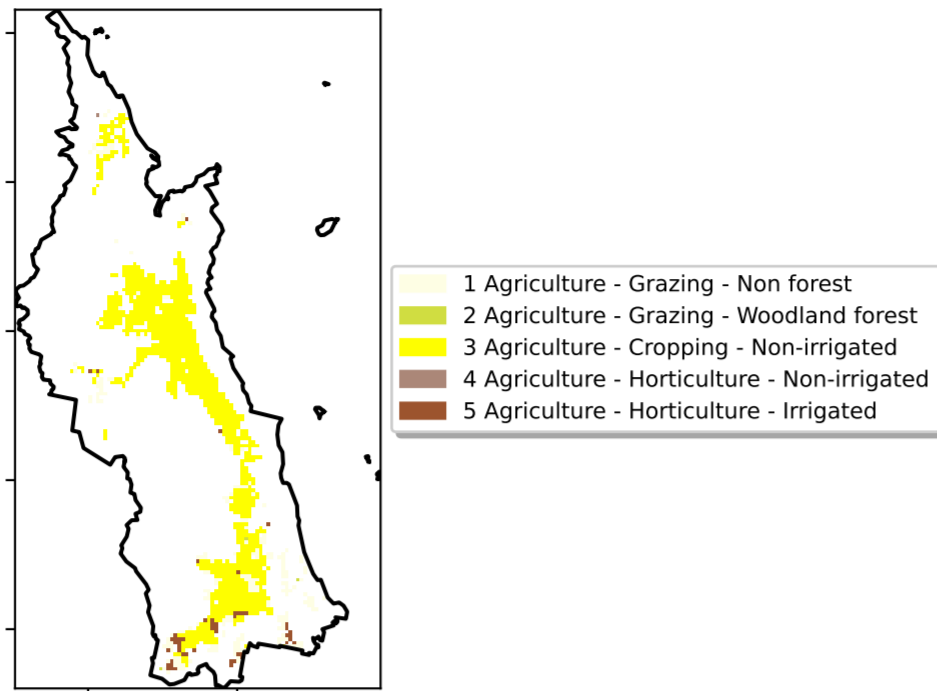 1 Agriculture - Grazing - Non forest
2 Agriculture - Grazing - Woodland forest
3 Agriculture - Cropping - Non-irrigated
4 Agriculture - Horticulture - Non-irrigated
5 Agriculture - Horticulture - Irrigated